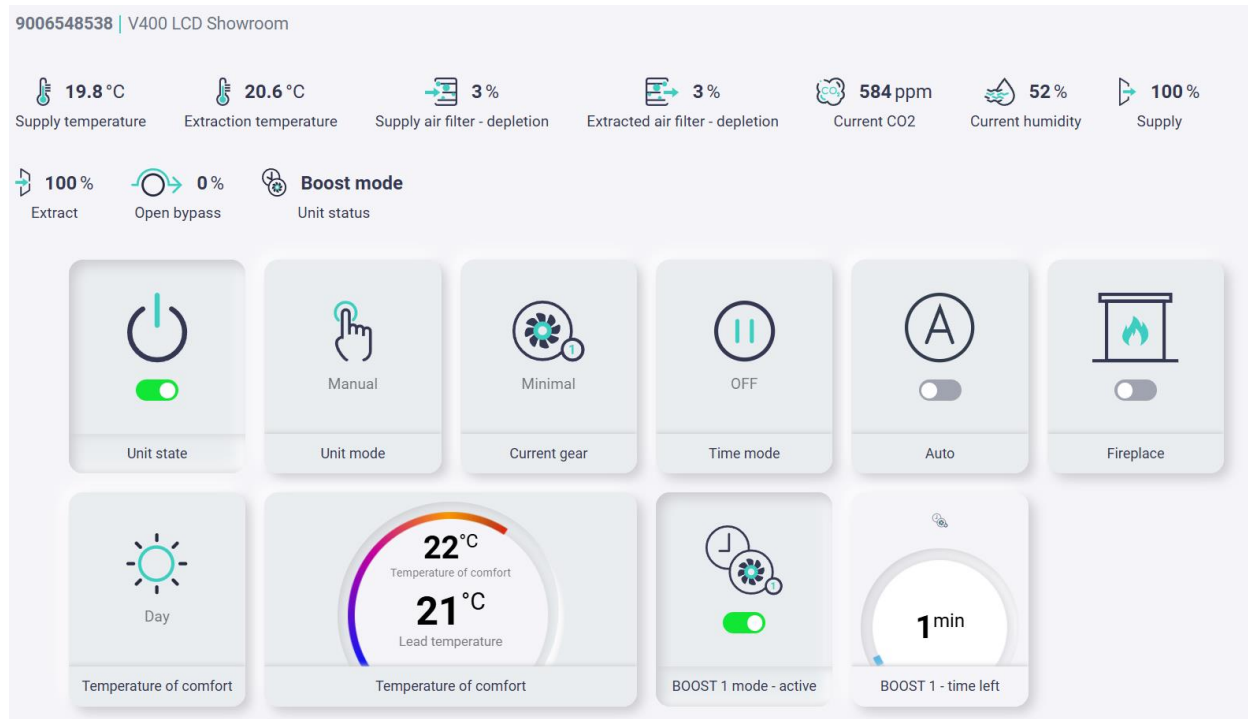 9006548538 | V400 LCD Showroom
19.8 °C
Supply temperature
20.6 °C
Extraction temperature
3 %
Supply air filter - depletion
3 %
Extracted air filter - depletion
CO₂
584 ppm
Current CO2
52 %
Current humidity
100 %
Supply
100 %
Extract
0 %
Open bypass
Boost mode
Unit status
Unit state
Manual
Unit mode
1
Minimal
Current gear
OFF
Time mode
A
Auto
Fireplace
Day
Temperature of comfort
22°C
Temperature of comfort
21°C
Lead temperature
Temperature of comfort
1
BOOST 1 mode - active
1 min
BOOST 1 - time left